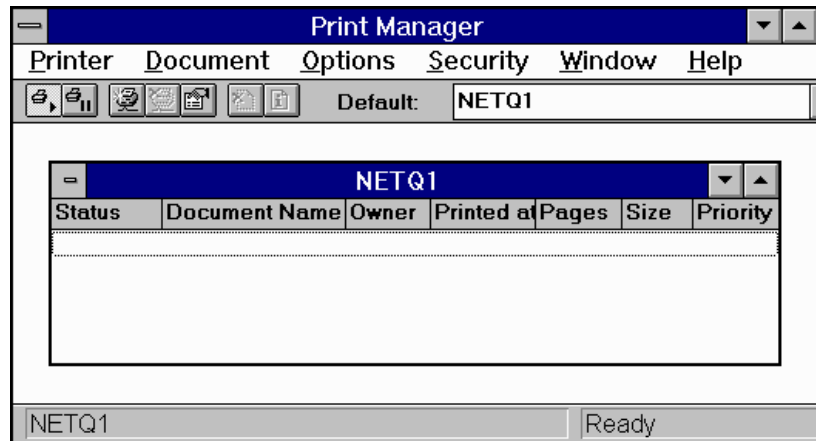 Print Manager
Printer Document Options Security Window Help
Default: NETQ1
NETQ1
Status Document Name Owner Printed at Pages Size Priority
NETQ1 Ready